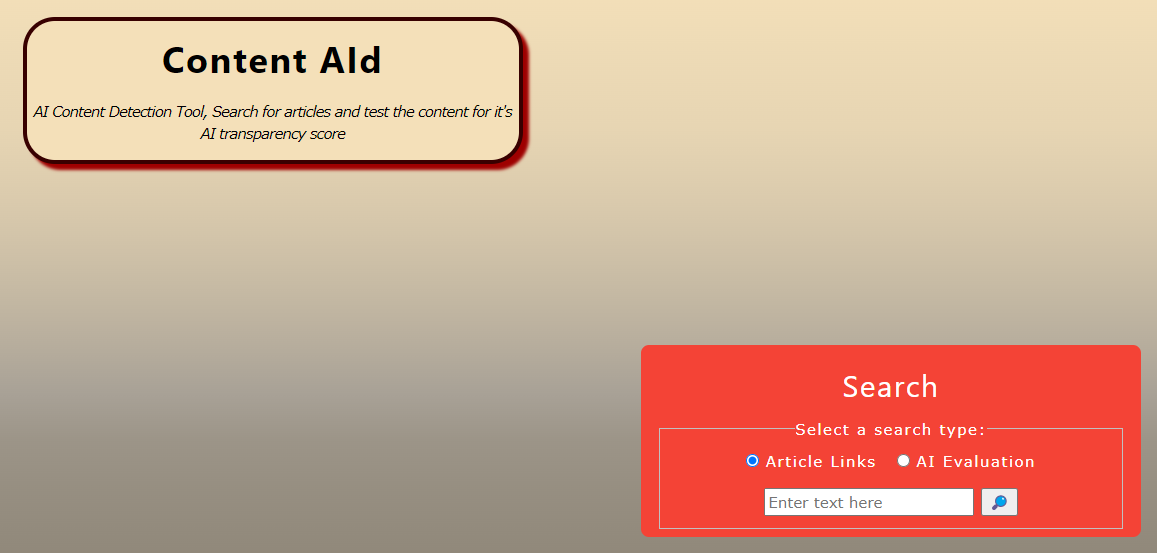 Content AId
AI Content Detection Tool, Search for articles and test the content for it's
AI transparency score
Search
Select a search type:
Article Links AI Evaluation
Enter text here